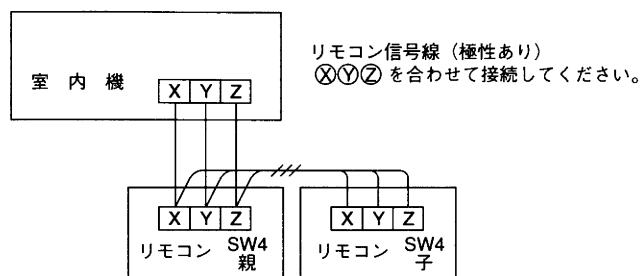 リモコン信号線（極性あり）
ⓍⓎⓏ を合わせて接続してください。
室 内 機
X Y Z
X Y Z
リモコン SW4
親
X Y Z
リモコン SW4
子